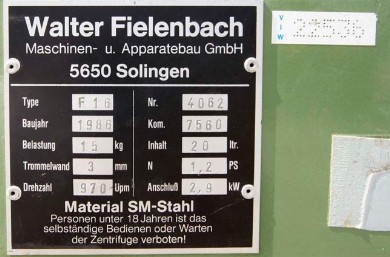 Walter Fielenbach
Maschinen- u. Apparatebau GmbH
5650 Solingen
Type F 16 Nr. 4062
Baujahr 1986 Kom. 7560
Belastung 15 kg Inhalt 20 ltr.
Trommelwand 3 mm N 1,2 PS
Drehzahl 970 Upm Anschluß 2,9 kW
Material SM-Stahl
Personen unter 18 Jahren ist das
selbständige Bedienen oder Warten
der Zentrifuge verboten!
VIW 22536